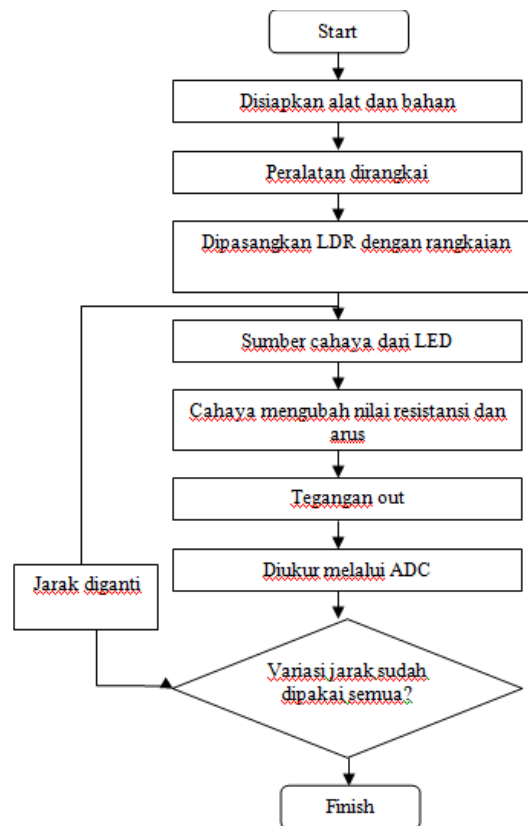 Start
Disiapkan alat dan bahan
Peralatan dirangkai
Dipasangkan LDR dengan rangkaian
Sumber cahaya dari LED
Cahaya mengubah nilai resistansi dan
arus
Tegangan out
Diukur melalui ADC
Jarak diganti
Variasi jarak sudah
dipakai semua?
Finish